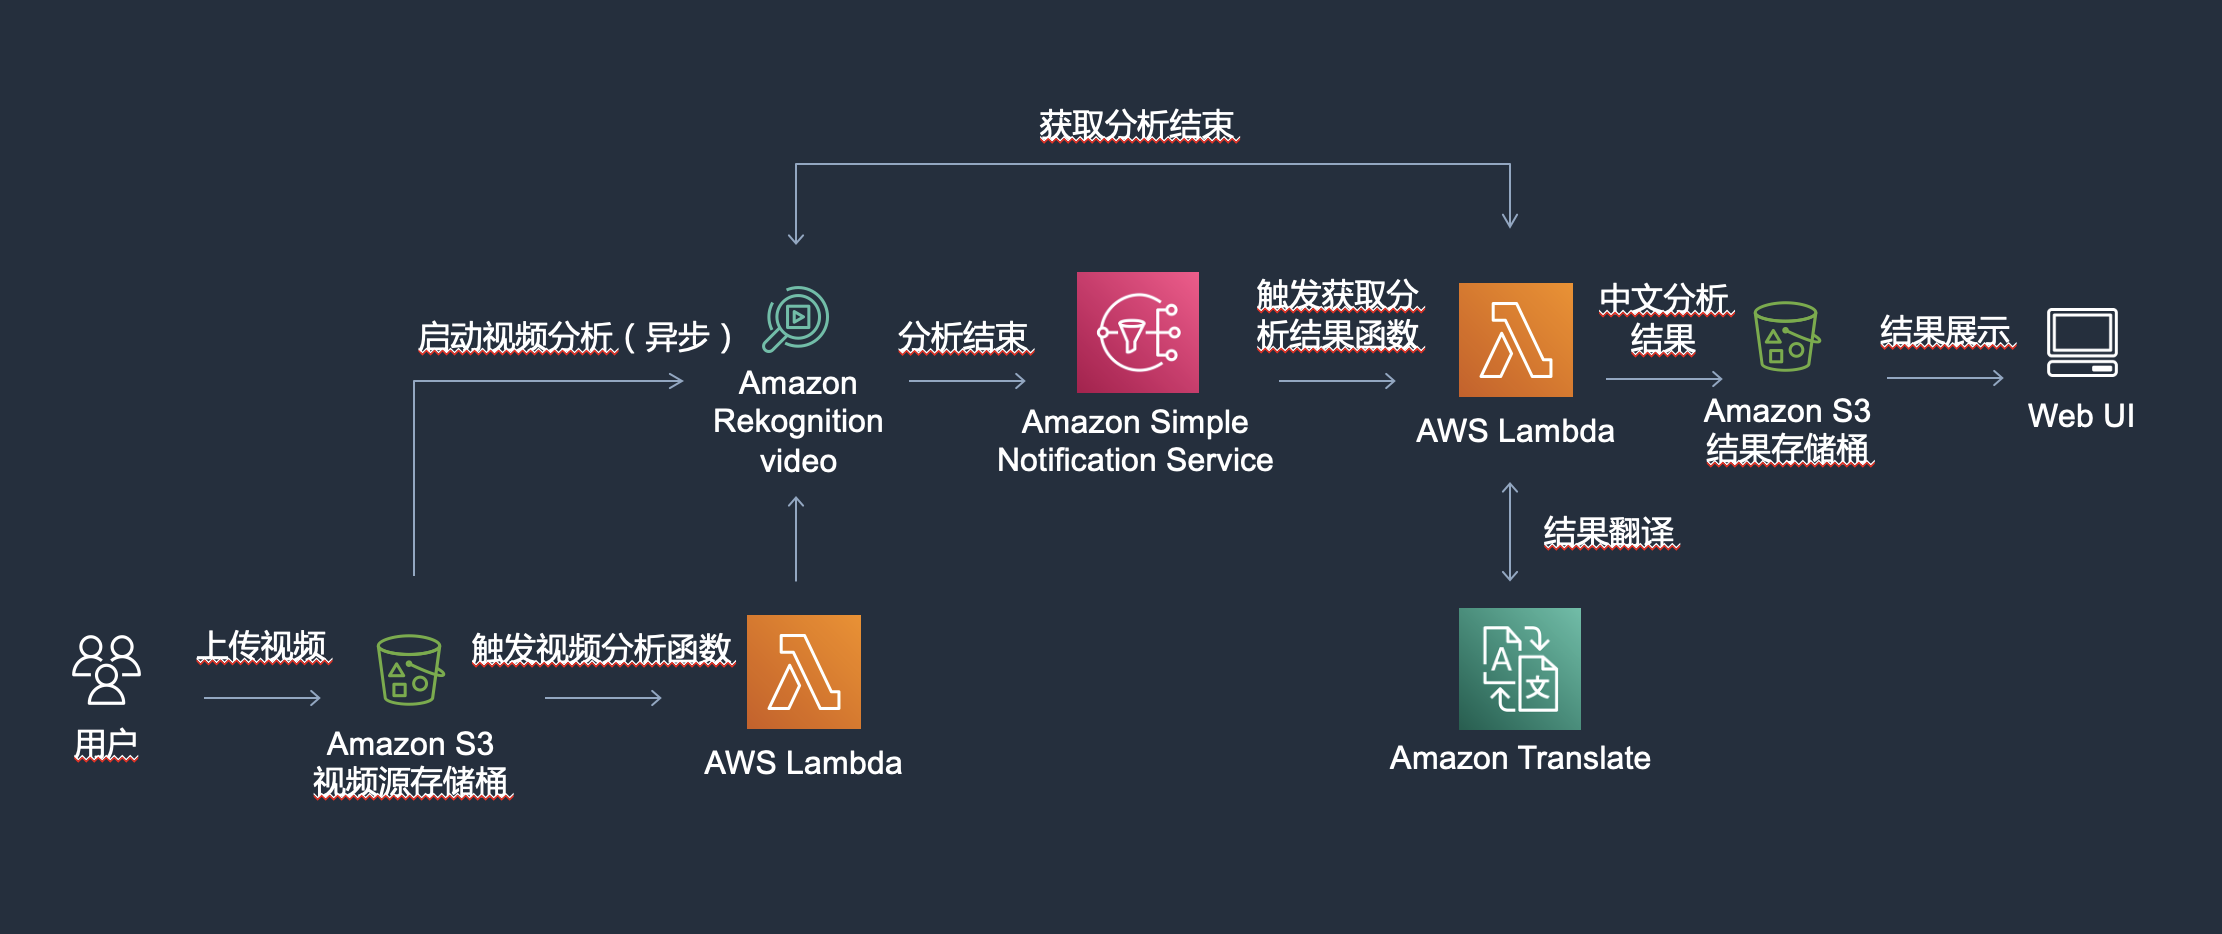 获取分析结束
启动视频分析（异步）
Amazon
Rekognition
video
分析结束
Amazon Simple
Notification Service
触发获取分
析结果函数
AWS Lambda
中文分析
结果
Amazon S3
结果存储桶
结果展示
Web UI
结果翻译
Amazon Translate
用户
上传视频
Amazon S3
视频源存储桶
触发视频分析函数
AWS Lambda